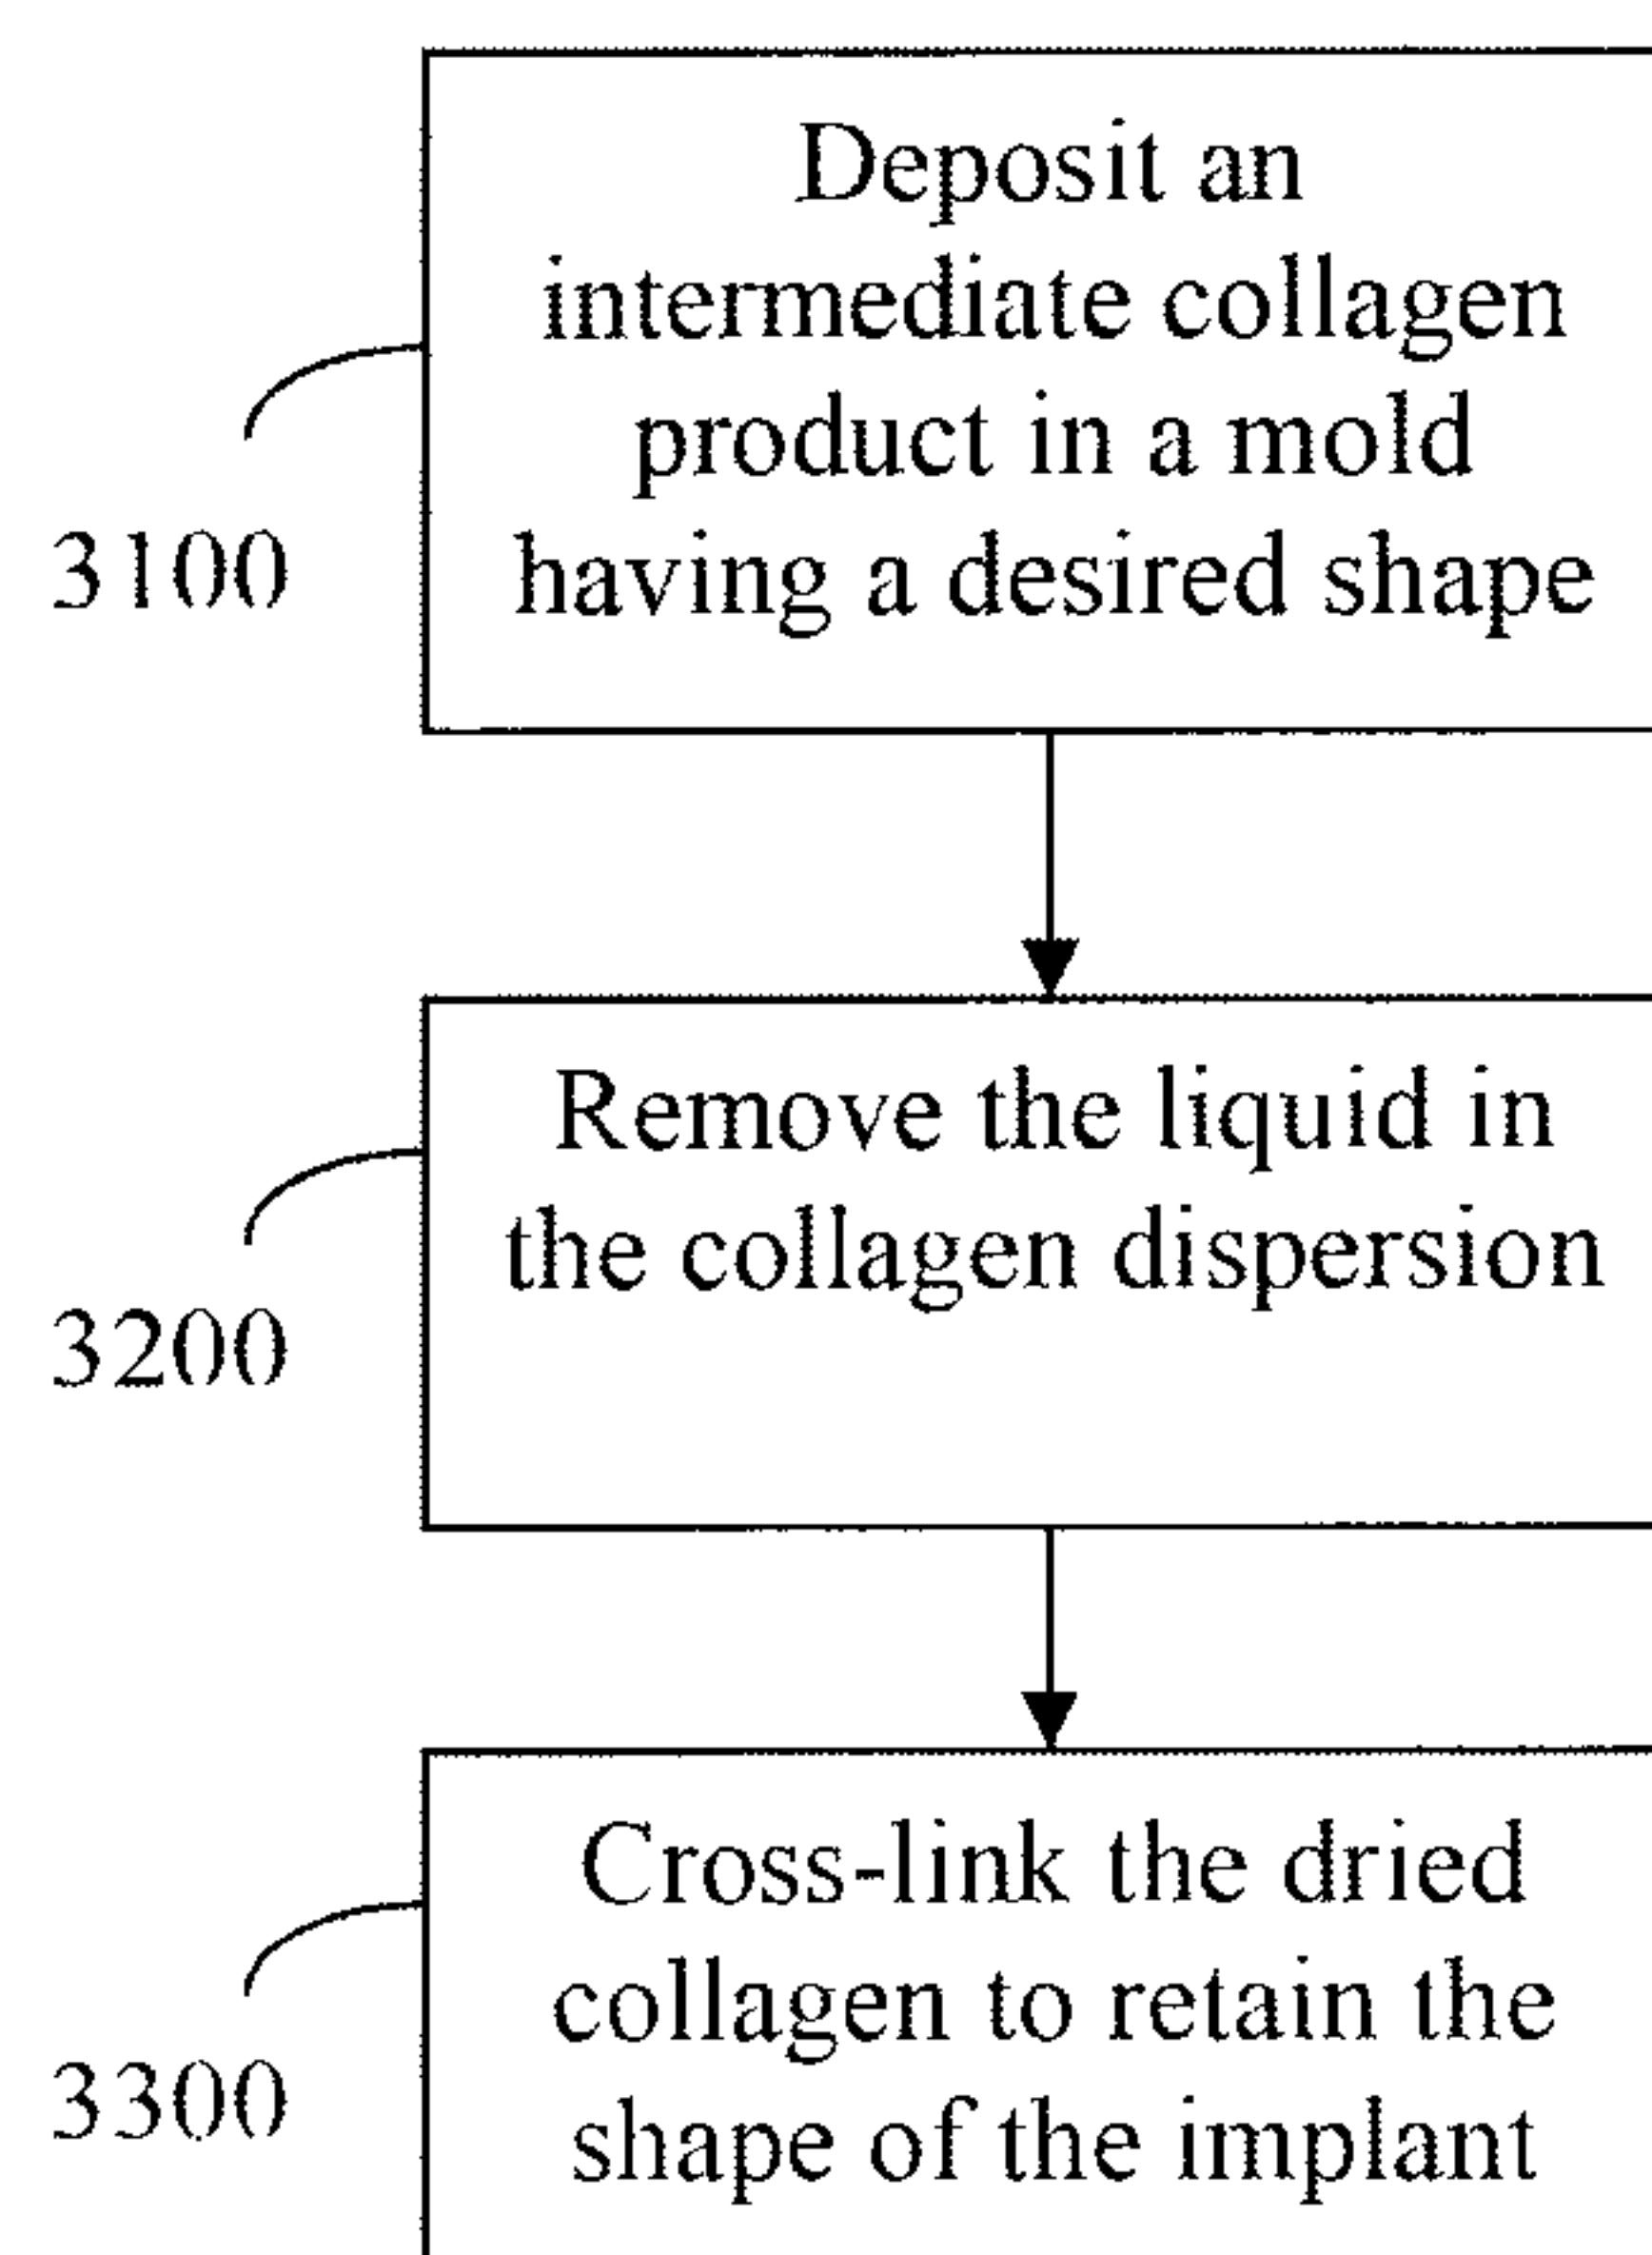 Deposit an
intermediate collagen
product in a mold
having a desired shape
3100
Remove the liquid in
the collagen dispersion
3200
Cross-link the dried
collagen to retain the
shape of the implant
3300